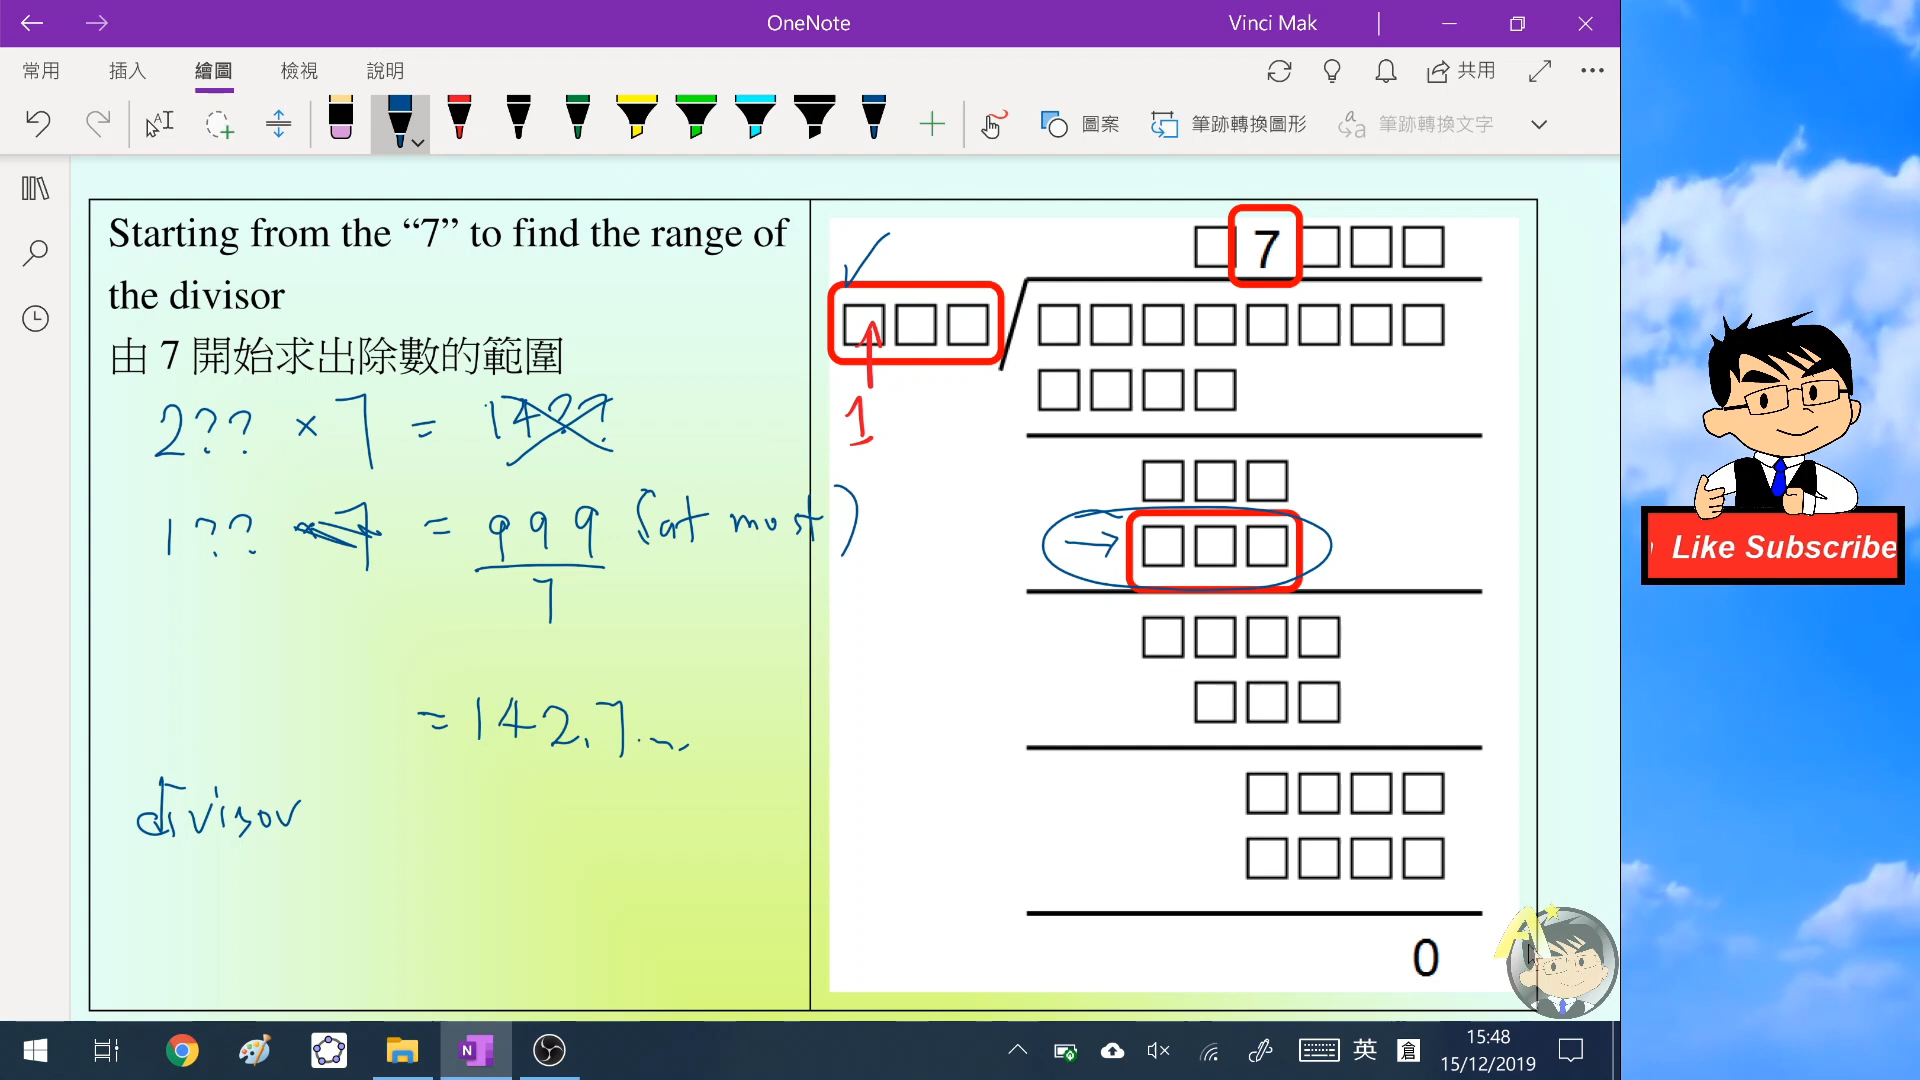 OneNote
Vinci Mak
常用 插入 繪圖 檢視 說明
共用
圖案 筆跡轉換圖形 筆跡轉換文字
Starting from the “7” to find the range of
the divisor
由 7 開始求出除數的範圍
2?? × 7 = 14??
1?? × 7 = 999 (at most)
7
= 142.7...
divisor
7
1
0
Like Subscribe
A
英 倉
15:48
15/12/2019